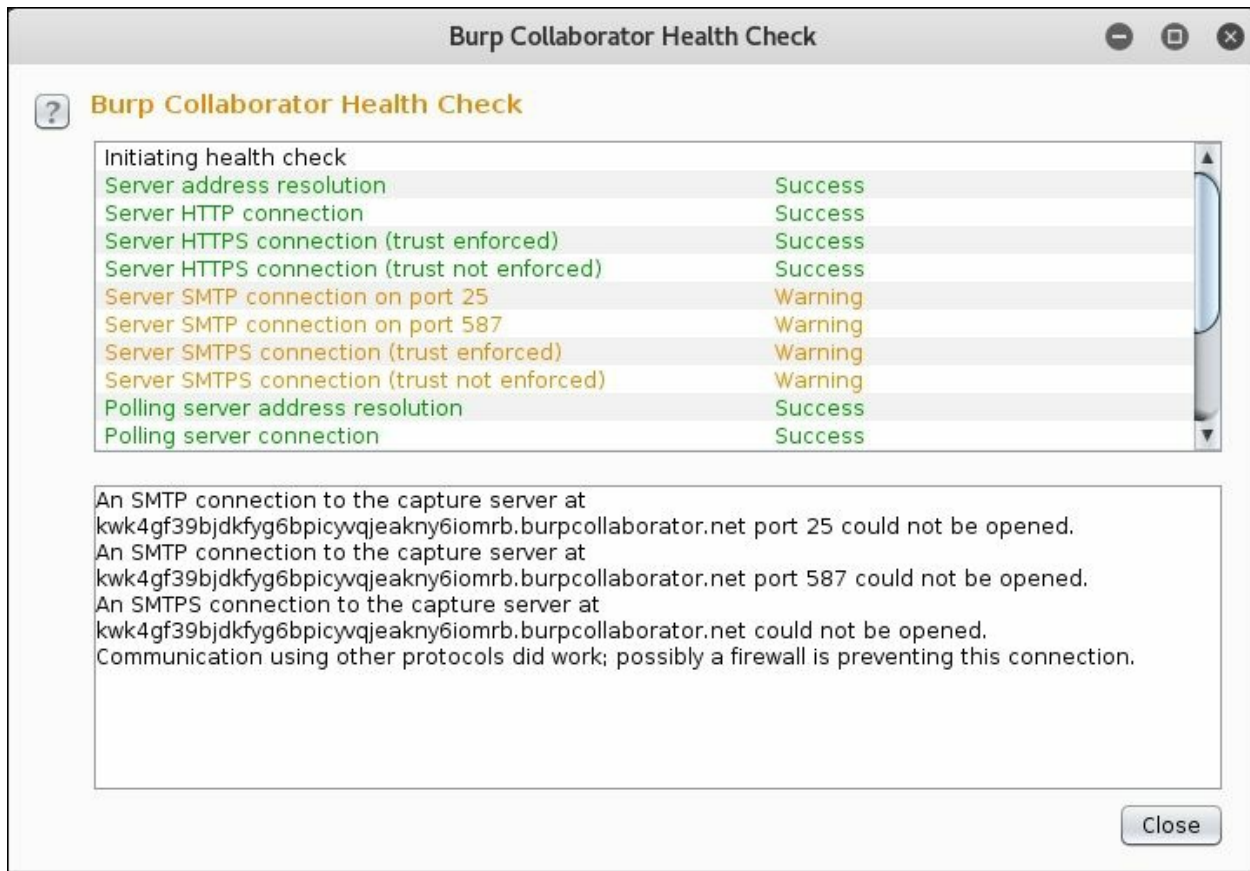 Burp Collaborator Health Check
?
Burp Collaborator Health Check
Initiating health check
Server address resolution Success
Server HTTP connection Success
Server HTTPS connection (trust enforced) Success
Server HTTPS connection (trust not enforced) Success
Server SMTP connection on port 25 Warning
Server SMTP connection on port 587 Warning
Server SMTPS connection (trust enforced) Warning
Server SMTPS connection (trust not enforced) Warning
Polling server address resolution Success
Polling server connection Success
An SMTP connection to the capture server at
kwk4gf39bjdkfyg6bpicyvqjeakny6iomrb.burpcollaborator.net port 25 could not be opened.
An SMTP connection to the capture server at
kwk4gf39bjdkfyg6bpicyvqjeakny6iomrb.burpcollaborator.net port 587 could not be opened.
An SMTPS connection to the capture server at
kwk4gf39bjdkfyg6bpicyvqjeakny6iomrb.burpcollaborator.net could not be opened.
Communication using other protocols did work; possibly a firewall is preventing this connection.
Close